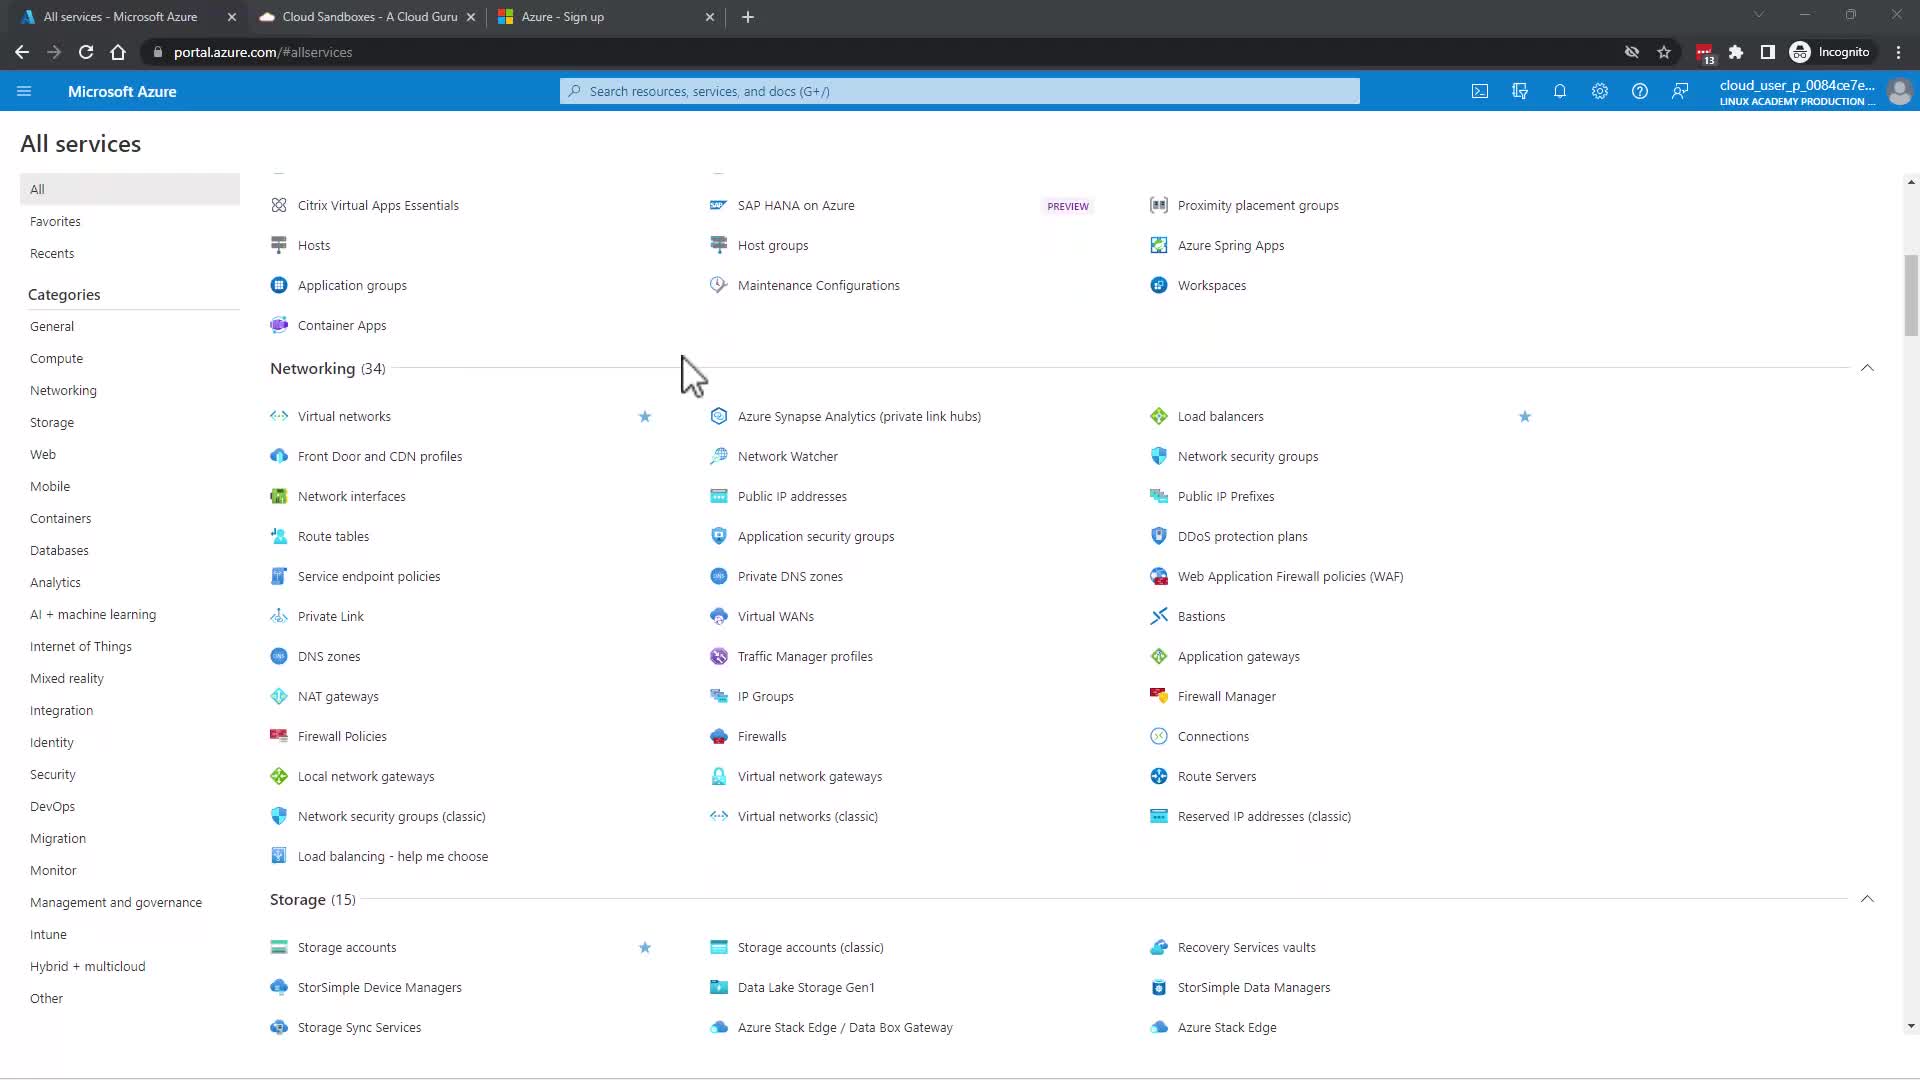 All services - Microsoft Azure
Cloud Sandboxes - A Cloud Guru
Azure - Sign up
portal.azure.com/#allservices
13
Incognito
Microsoft Azure
Search resources, services, and docs (G+/)
cloud_user_p_0084ce7e...
LINUX ACADEMY PRODUCTION ...
All services
All
Favorites
Recents
Categories
General
Compute
Networking
Storage
Web
Mobile
Containers
Databases
Analytics
AI + machine learning
Internet of Things
Mixed reality
Integration
Identity
Security
DevOps
Migration
Monitor
Management and governance
Intune
Hybrid + multicloud
Other
Citrix Virtual Apps Essentials
SAP HANA on Azure
PREVIEW
Proximity placement groups
Hosts
Host groups
Azure Spring Apps
Application groups
Maintenance Configurations
Workspaces
Container Apps
Networking (34)
Virtual networks
Azure Synapse Analytics (private link hubs)
Load balancers
Front Door and CDN profiles
Network Watcher
Network security groups
Network interfaces
Public IP addresses
Public IP Prefixes
Route tables
Application security groups
DDoS protection plans
Service endpoint policies
Private DNS zones
Web Application Firewall policies (WAF)
Private Link
Virtual WANs
Bastions
DNS zones
Traffic Manager profiles
Application gateways
NAT gateways
IP Groups
Firewall Manager
Firewall Policies
Firewalls
Connections
Local network gateways
Virtual network gateways
Route Servers
Network security groups (classic)
Virtual networks (classic)
Reserved IP addresses (classic)
Load balancing - help me choose
Storage (15)
Storage accounts
Storage accounts (classic)
Recovery Services vaults
StorSimple Device Managers
Data Lake Storage Gen1
StorSimple Data Managers
Storage Sync Services
Azure Stack Edge / Data Box Gateway
Azure Stack Edge